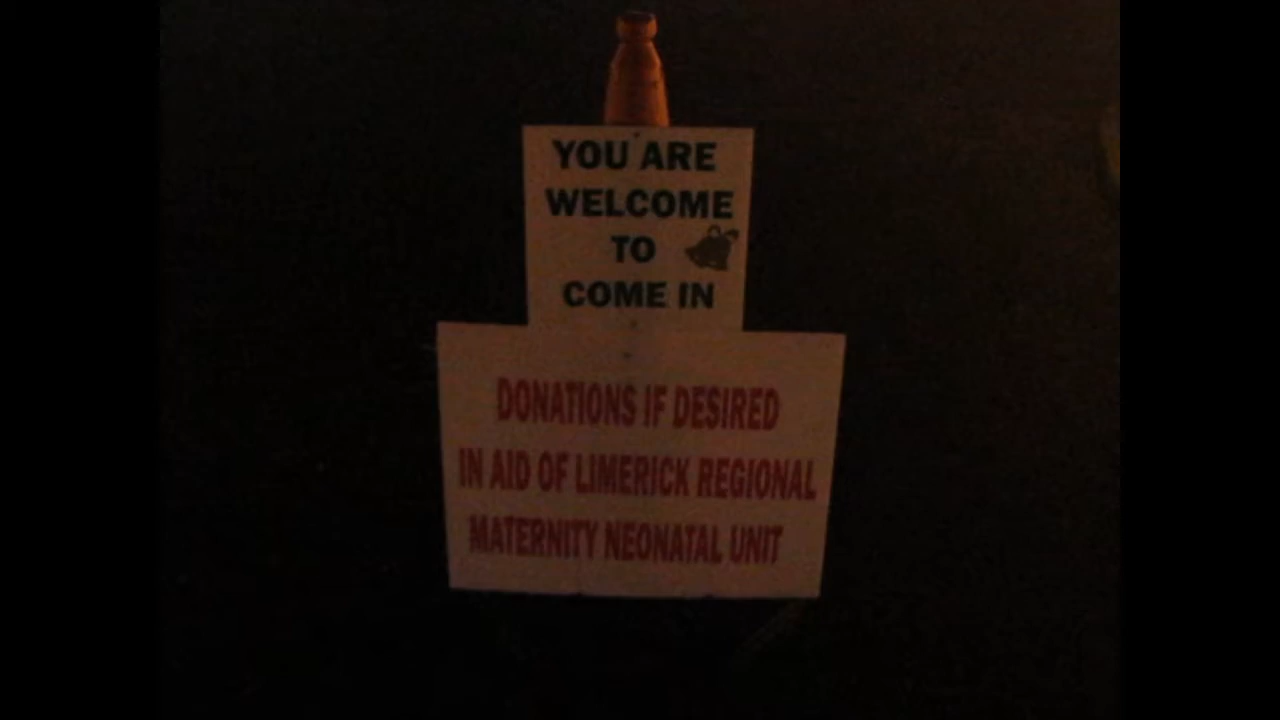 YOU ARE
WELCOME
TO
COME IN
DONATIONS IF DESIRED
IN AID OF LIMERICK REGIONAL
MATERNITY NEONATAL UNIT